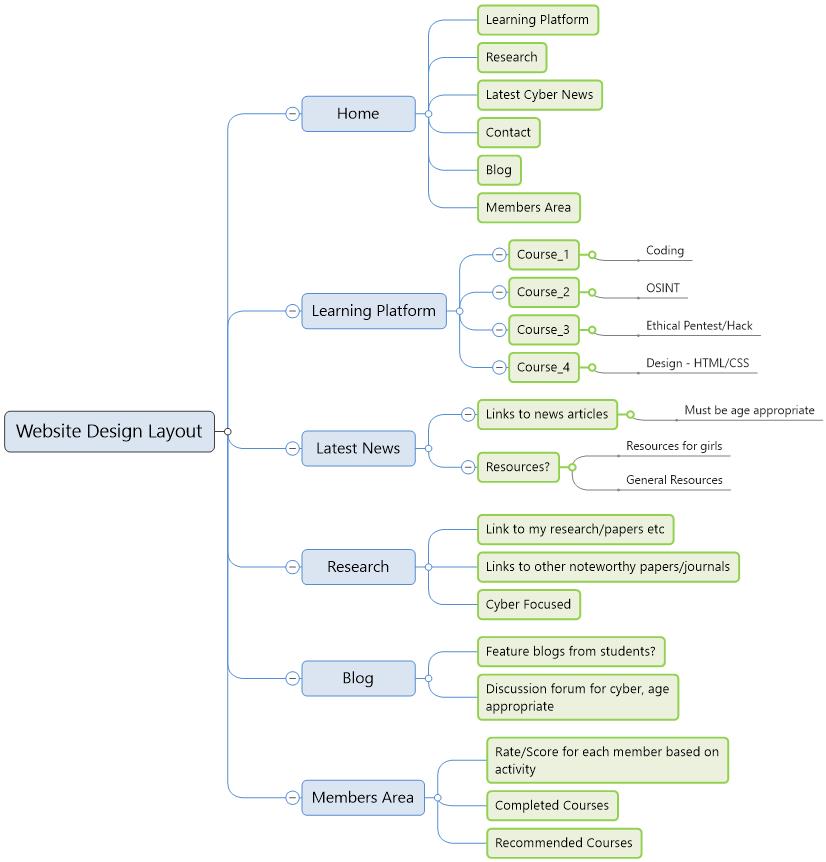 Website Design Layout
Home
Learning Platform
Research
Latest Cyber News
Contact
Blog
Members Area
Learning Platform
Course_1
Coding
Course_2
OSINT
Course_3
Ethical Pentest/Hack
Course_4
Design - HTML/CSS
Latest News
Links to news articles
Must be age appropriate
Resources?
Resources for girls
General Resources
Research
Link to my research/papers etc
Links to other noteworthy papers/journals
Cyber Focused
Blog
Feature blogs from students?
Discussion forum for cyber, age
appropriate
Members Area
Rate/Score for each member based on
activity
Completed Courses
Recommended Courses